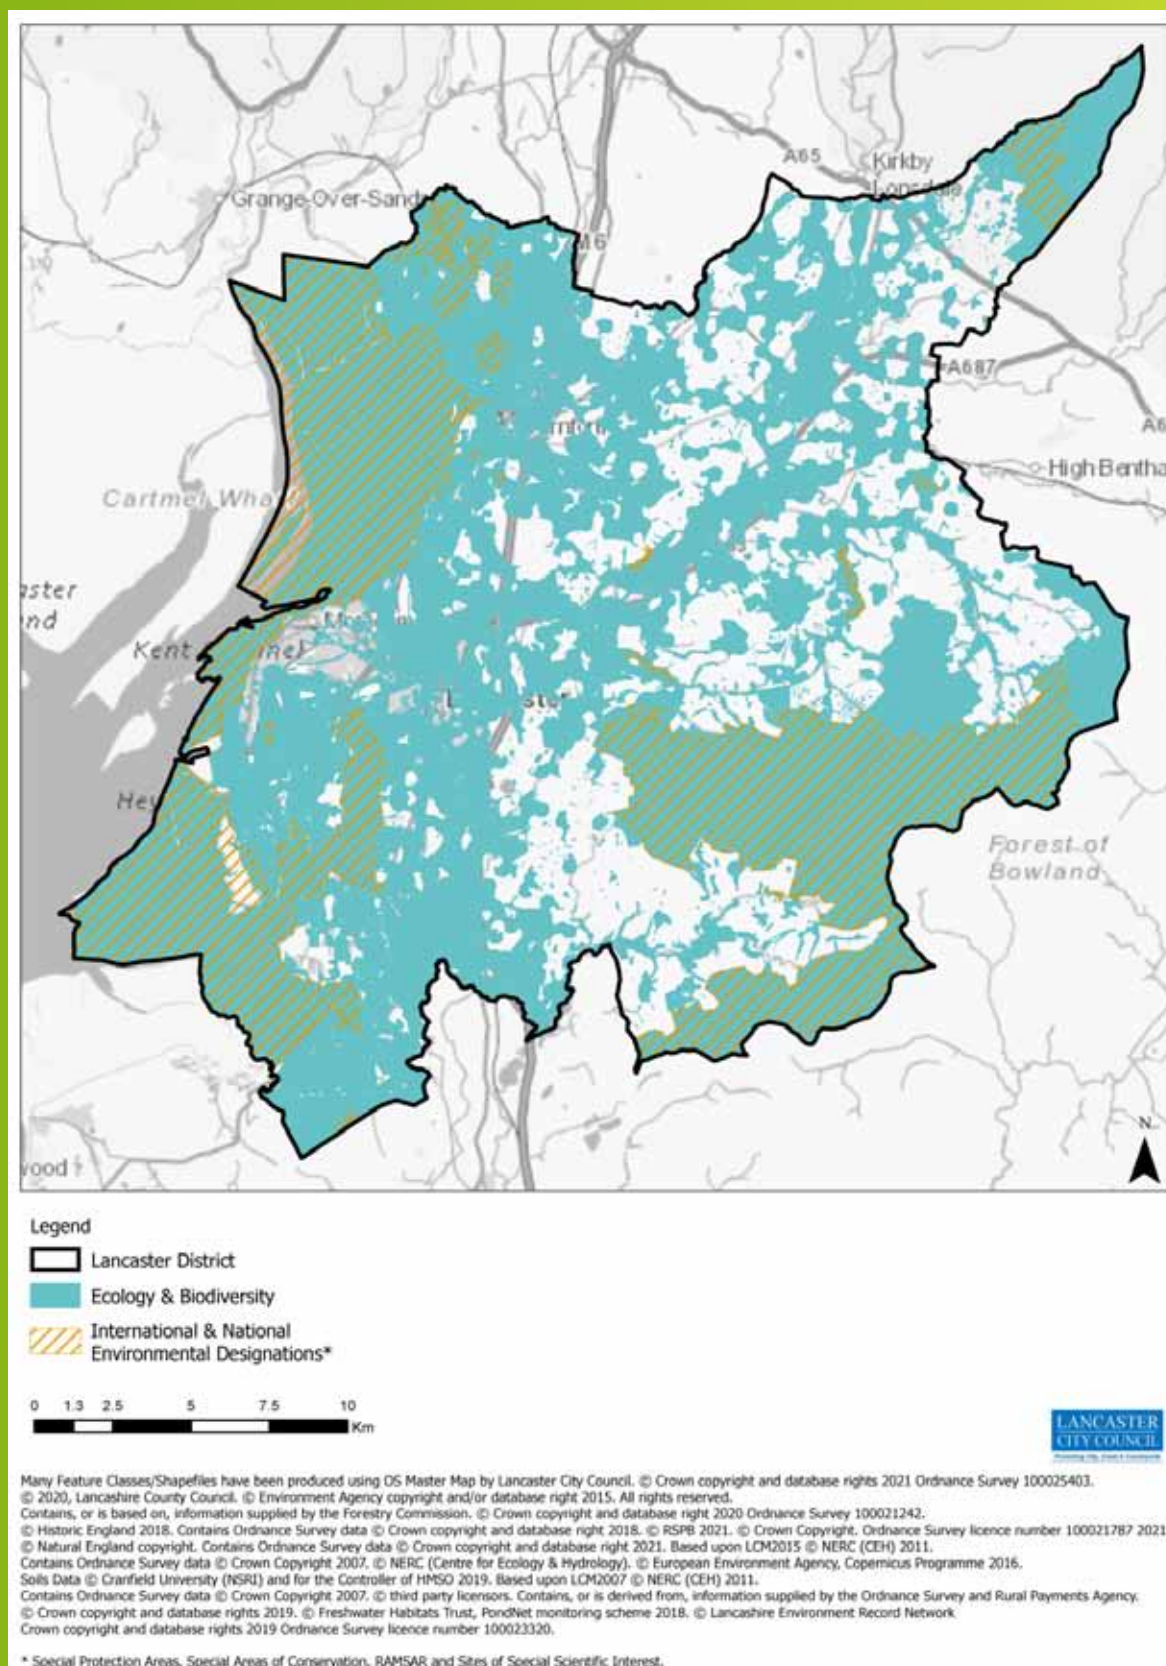 A65
Kirkby
Lonsdale
Grange-Over-Sand
M6
A687
A6
High Bentha
Cartmel Wha
aster
nd
Kent
nel
ster
Hey
Forest of
Bowland
wood
N
Legend
Lancaster District
Ecology & Biodiversity
International & National
Environmental Designations*
0 1.3 2.5 5 7.5 10
Km
LANCASTER
CITY COUNCIL
Many Feature Classes/Shapefiles have been produced using OS Master Map by Lancaster City Council. © Crown copyright and database rights 2021 Ordnance Survey 100025403.
© 2020, Lancashire County Council. © Environment Agency copyright and/or database right 2015. All rights reserved.
Contains, or is based on, information supplied by the Forestry Commission. © Crown copyright and database right 2020 Ordnance Survey 100021242.
© Historic England 2018. Contains Ordnance Survey data © Crown copyright and database right 2018. © RSPB 2021. © Crown Copyright. Ordnance Survey licence number 100021787 2021
© Natural England copyright. Contains Ordnance Survey data © Crown copyright and database right 2021. Based upon LCM2015 © NERC (CEH) 2011.
Contains Ordnance Survey data © Crown Copyright 2007. © NERC (Centre for Ecology & Hydrology). © European Environment Agency, Copernicus Programme 2016.
Soils Data © Cranfield University (NSRI) and for the Controller of HMSO 2019. Based upon LCM2007 © NERC (CEH) 2011.
Contains Ordnance Survey data © Crown Copyright 2007. © third party licensors. Contains, or is derived from, information supplied by the Ordnance Survey and Rural Payments Agency.
© Crown copyright and database rights 2019. © Freshwater Habitats Trust, PondNet monitoring scheme 2018. © Lancashire Environment Record Network
Crown copyright and database rights 2019 Ordnance Survey licence number 100023320.
* Special Protection Areas, Special Areas of Conservation, RAMSAR and Sites of Special Scientific Interest.